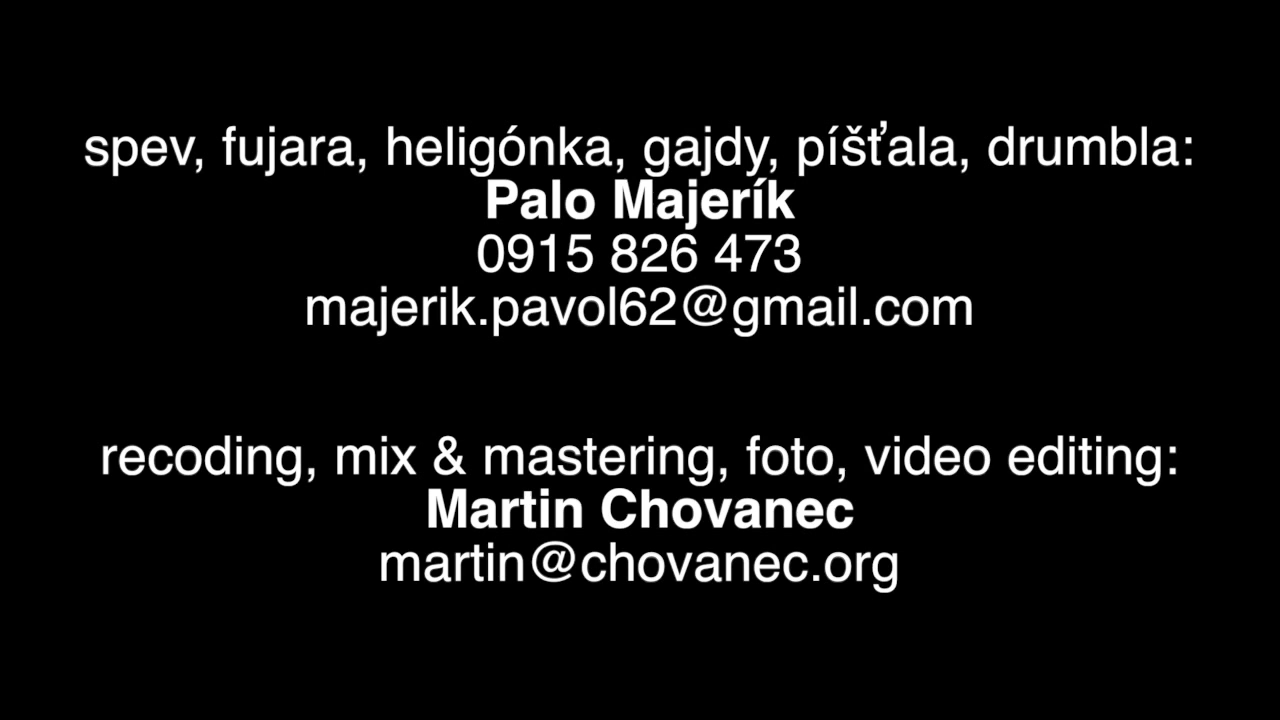 spev, fujara, heligónka, gajdy, píšťala, drumbla:
Palo Majerík
0915 826 473
majerik.pavol62@gmail.com
recoding, mix & mastering, foto, video editing:
Martin Chovanec
martin@chovanec.org